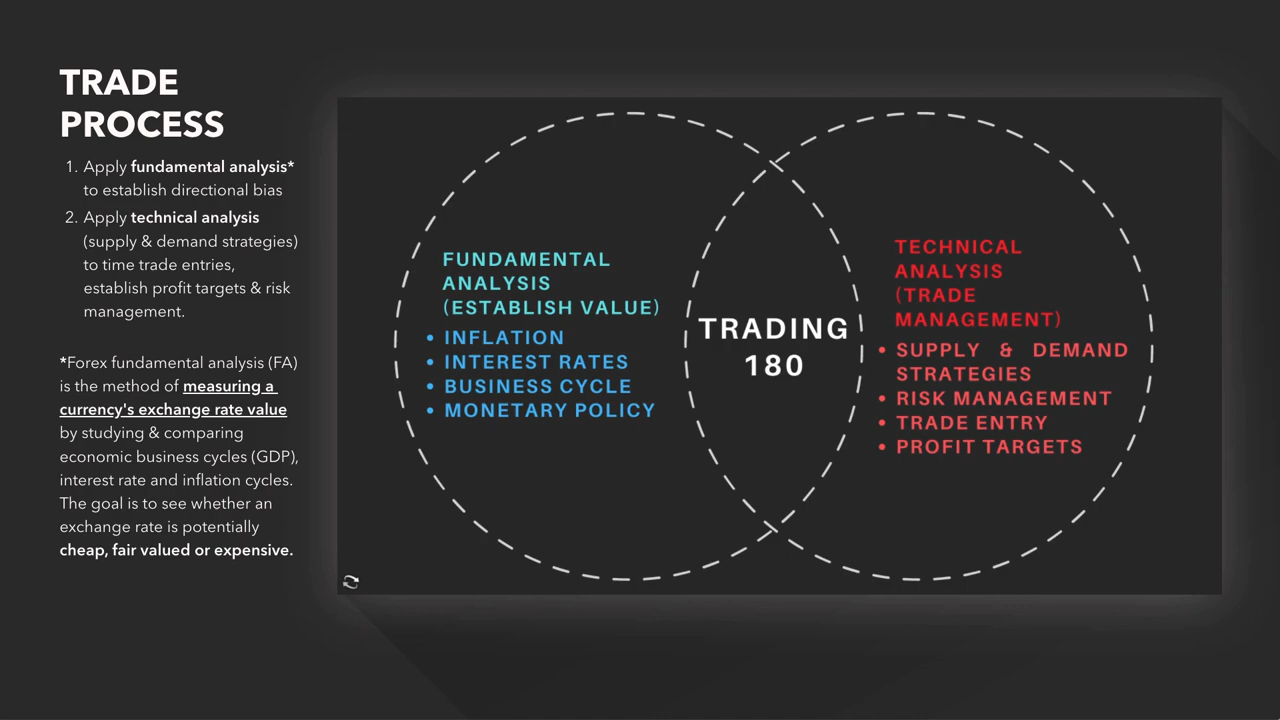 TRADE
PROCESS
1. Apply fundamental analysis*
to establish directional bias
2. Apply technical analysis
(supply & demand strategies)
to time trade entries,
establish profit targets & risk
management.
*Forex fundamental analysis (FA)
is the method of measuring a
currency's exchange rate value
by studying & comparing
economic business cycles (GDP),
interest rate and inflation cycles.
The goal is to see whether an
exchange rate is potentially
cheap, fair valued or expensive.
FUNDAMENTAL
ANALYSIS
(ESTABLISH VALUE)
• INFLATION
• INTEREST RATES
• BUSINESS CYCLE
• MONETARY POLICY
TRADING
180
TECHNICAL
ANALYSIS
(TRADE
MANAGEMENT)
• SUPPLY & DEMAND
STRATEGIES
• RISK MANAGEMENT
• TRADE ENTRY
• PROFIT TARGETS